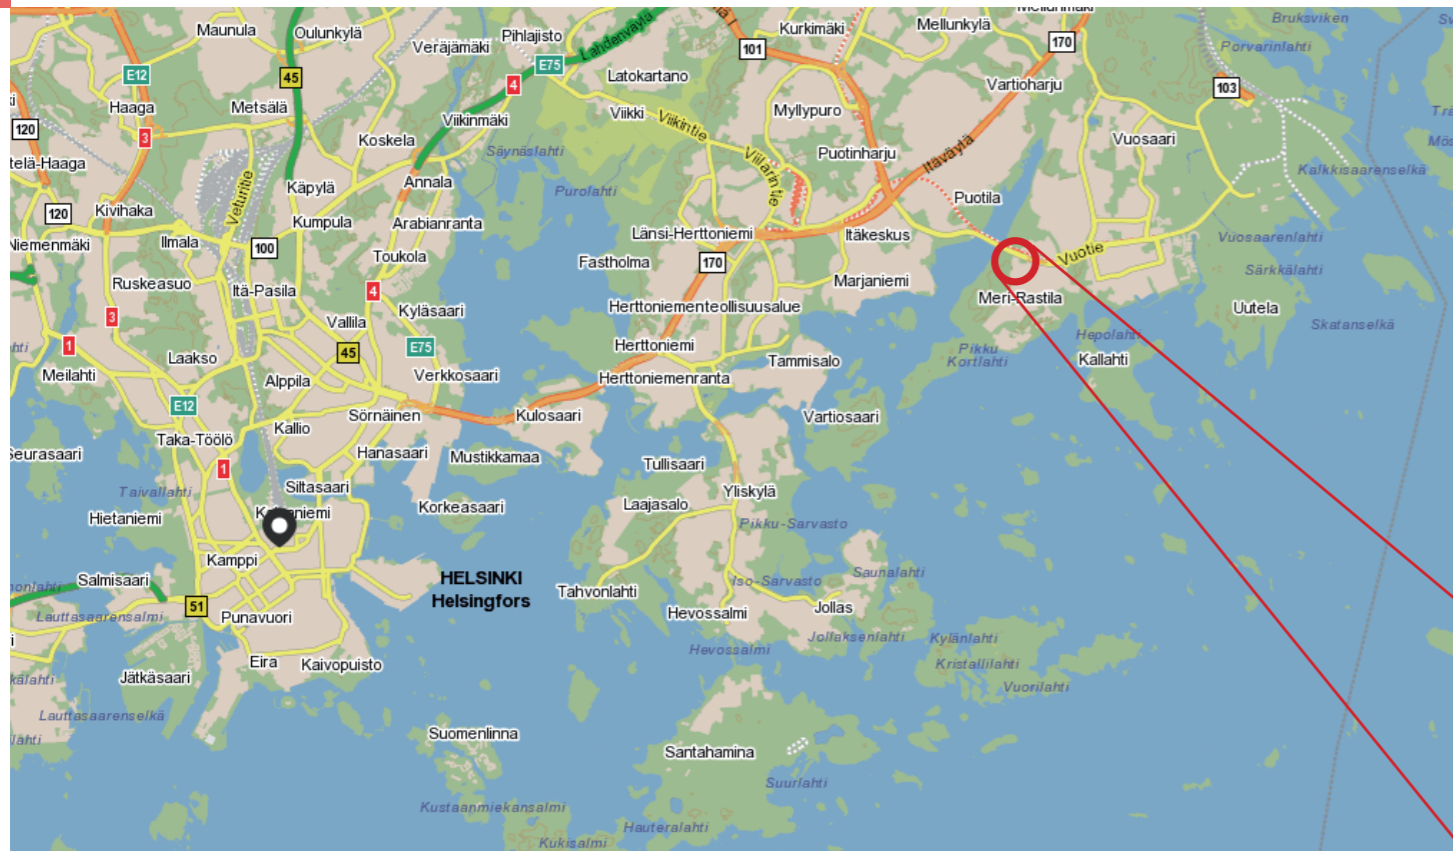 Maunula
Oulunkylä
Veräjämäki
Pihlajisto
Lahdenväylä
Kurkimäki
Mellunkylä
Mellunmäki
Bruksviken
Porvarinlahti
E12
45
E75
4
101
170
103
Haaga
Metsälä
Latokartano
Vartioharju
120
3
Koskela
Viikinmäki
Viikki
Viikintie
Myllypuro
Puotinharju
Itäväylä
Vuosaari
telä-Haaga
Säynäslahti
Viilarintie
Kalkkisaarenselkä
Käpylä
Annala
Purolahti
Puotila
120
Kivihaka
Veturitie
Kumpula
Arabianranta
Niemenmäki
Ilmala
100
Toukola
Länsi-Herttoniemi
Itäkeskus
Vuotie
Vuosaarenlahti
Fastholma
170
Ruskeasuo
Itä-Pasila
4
Marjaniemi
Särkkälahti
Meri-Rastila
3
Vallila
Kyläsaari
Herttoniementeollisuusalue
Uutela
Skatanselkä
1
45
E75
Herttoniemi
Hepolahti
Laakso
Pikku
Kortlahti
Kallahti
Meilahti
Alppila
Verkkosaari
Herttoniemenranta
Tammisalo
E12
Sörnäinen
Kulosaari
Vartiosaari
Taka-Töölö
Kallio
Hanasaari
Mustikkamaa
Seurasaari
1
Tullisaari
Taivallahti
Siltasaari
Yliskylä
Hietaniemi
Korkeasaari
Laajasalo
Pikku-Sarvasto
Kamppi
HELSINKI
Helsingfors
Salmisaari
Tahvonlahti
Iso-Sarvasto
Saunalahti
51
Lauttasaarensalmi
Punavuori
Hevossalmi
Jollas
Jollaksenlahti
Kylänlahti
Hevossalmi
Kristallilahti
Eira
Kaivopuisto
Jätkäsaari
Vuorilahti
Lauttasaarenselkä
Suomenlinna
Santahamina
Suurlahti
Kustaanmiekansalmi
Hauteralahti
Kukisalmi